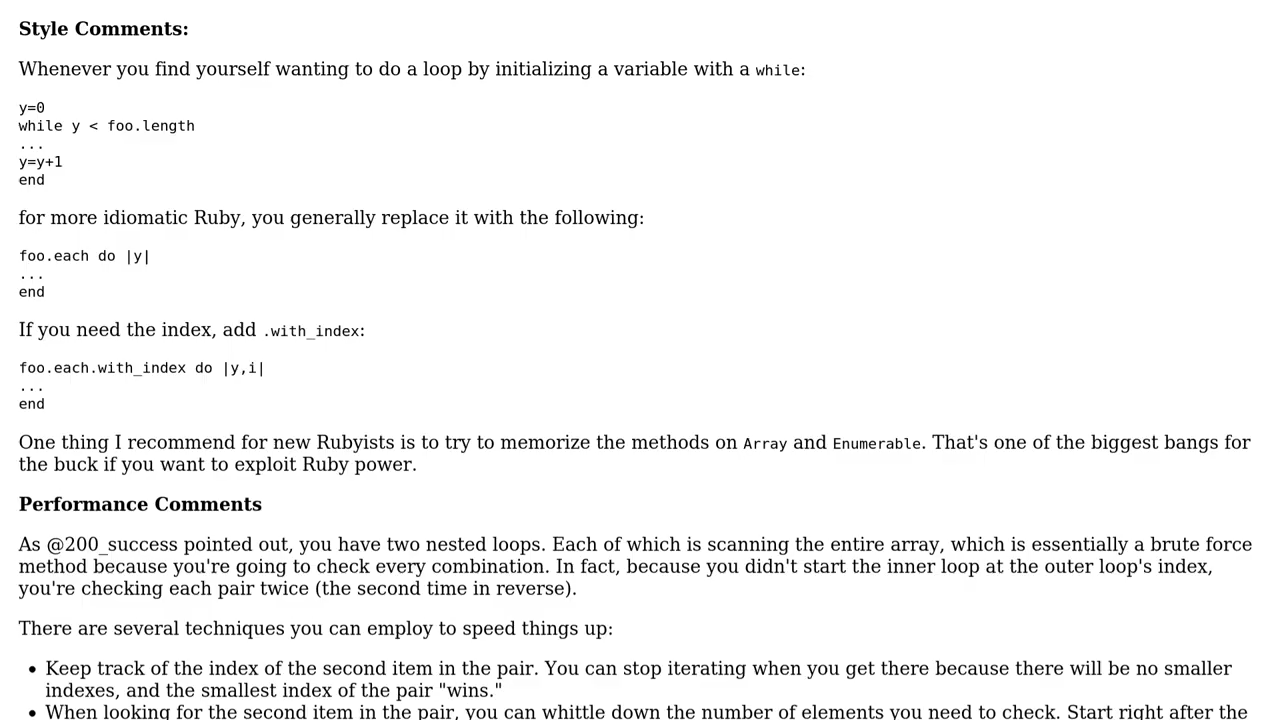 Style Comments:
Whenever you find yourself wanting to do a loop by initializing a variable with a while:
y=0
while y < foo.length
...
y=y+1
end
for more idiomatic Ruby, you generally replace it with the following:
foo.each do |y|
...
end
If you need the index, add .with_index:
foo.each.with_index do |y,i|
...
end
One thing I recommend for new Rubyists is to try to memorize the methods on Array and Enumerable. That's one of the biggest bangs for
the buck if you want to exploit Ruby power.
Performance Comments
As @200_success pointed out, you have two nested loops. Each of which is scanning the entire array, which is essentially a brute force
method because you're going to check every combination. In fact, because you didn't start the inner loop at the outer loop's index,
you're checking each pair twice (the second time in reverse).
There are several techniques you can employ to speed things up:
• Keep track of the index of the second item in the pair. You can stop iterating when you get there because there will be no smaller
indexes, and the smallest index of the pair "wins."
• When looking for the second item in the pair, you can whittle down the number of elements you need to check. Start right after the